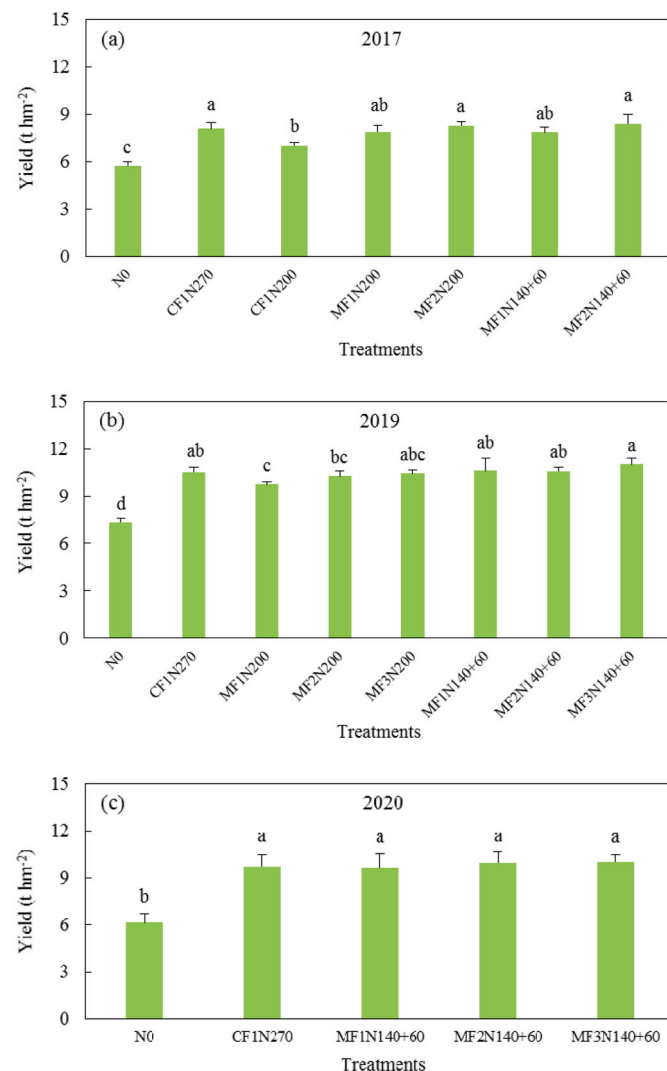 (a) 2017
Yield (t hm-2)
15
12
9
6
3
0
c
a
b
ab
a
ab
a
N0
CF1N270
CF1N200
MF1N200
MF2N200
MF1N140+60
MF2N140+60
Treatments
(b) 2019
Yield (t hm-2)
15
12
9
6
3
0
d
ab
c
bc
abc
ab
ab
a
N0
CF1N270
MF1N200
MF2N200
MF3N200
MF1N140+60
MF2N140+60
MF3N140+60
Treatments
(c) 2020
Yield (t hm-2)
15
12
9
6
3
0
b
a
a
a
a
N0 CF1N270 MF1N140+60 MF2N140+60 MF3N140+60
Treatments